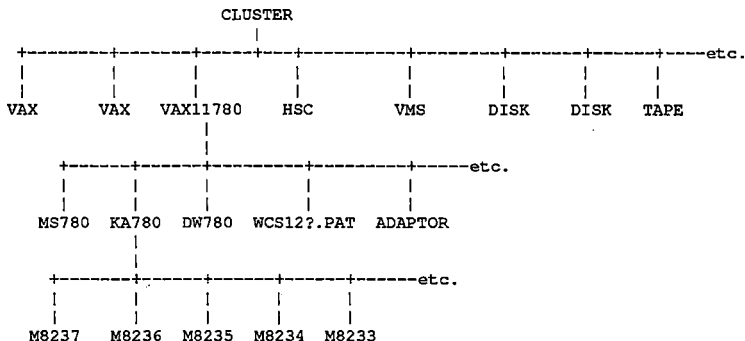 CLUSTER
etc.
VAX VAX VAX11780 HSC VMS DISK DISK TAPE
etc.
MS780 KA780 DW780 WCS12?.PAT ADAPTOR
etc.
M8237 M8236 M8235 M8234 M8233